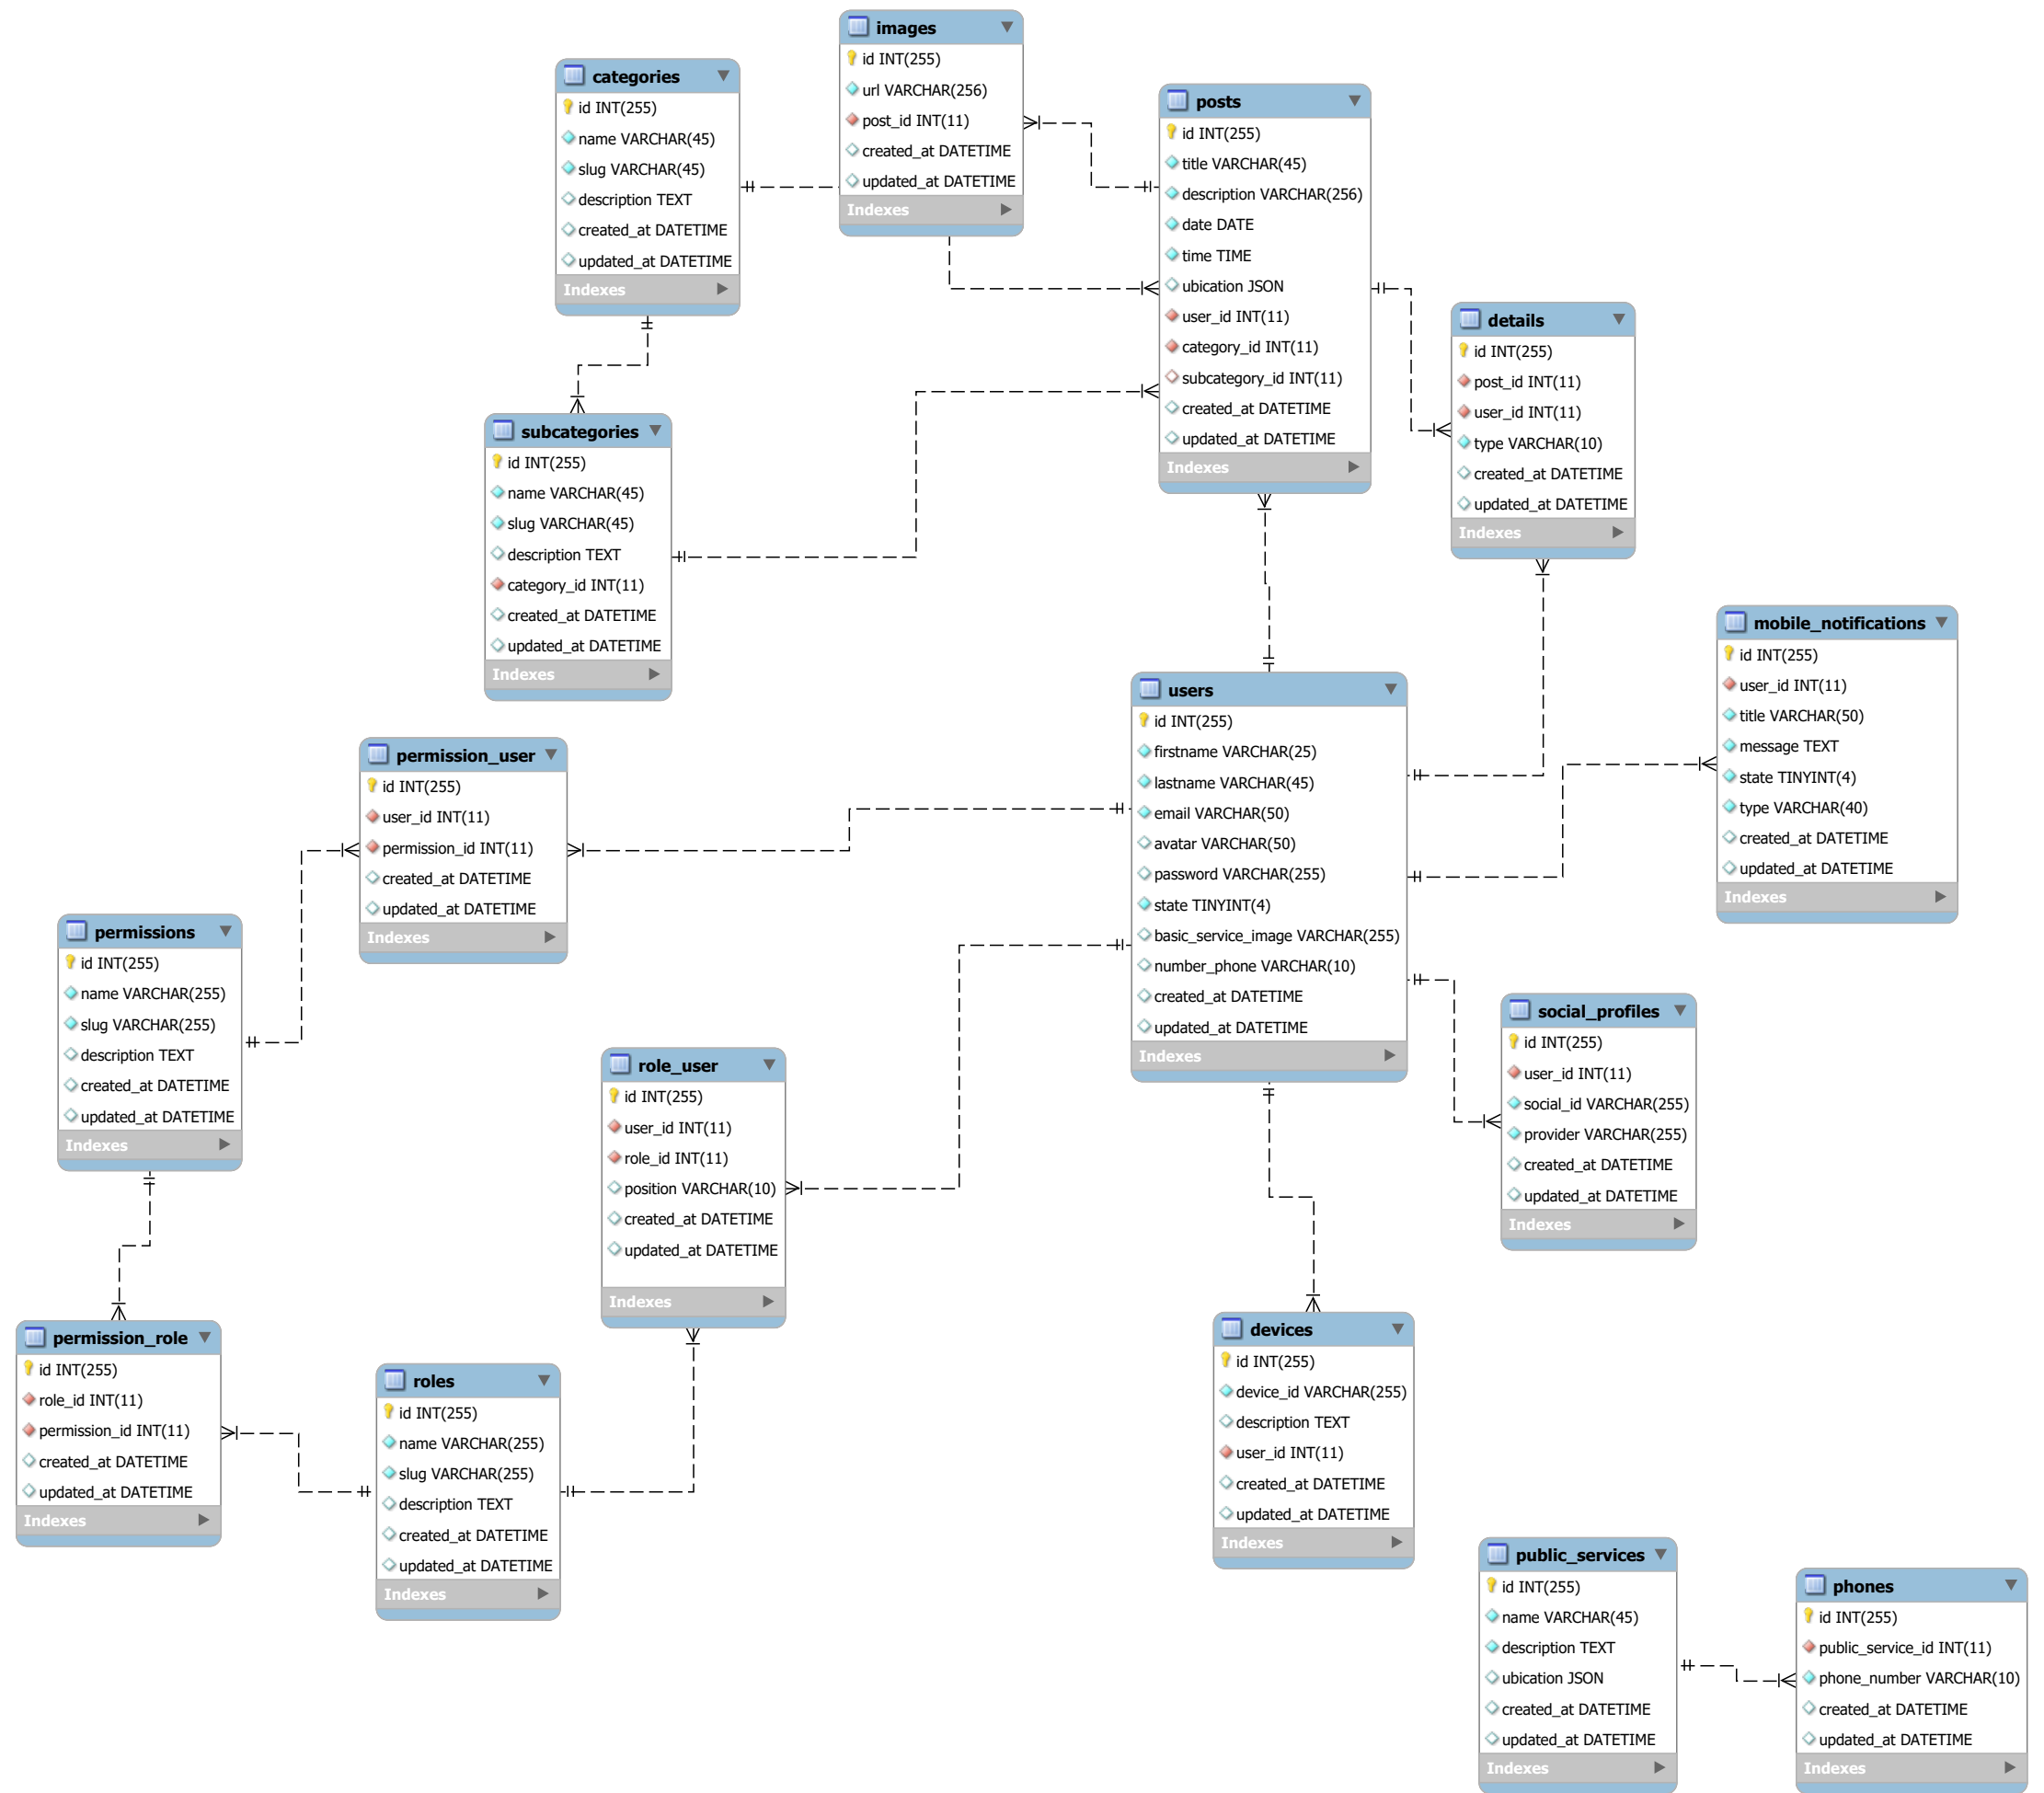 images
id INT(255)
url VARCHAR(256)
post_id INT(11)
created_at DATETIME
updated_at DATETIME
Indexes
categories
id INT(255)
name VARCHAR(45)
slug VARCHAR(45)
description TEXT
created_at DATETIME
updated_at DATETIME
Indexes
posts
id INT(255)
title VARCHAR(45)
description VARCHAR(256)
date DATE
time TIME
ubication JSON
user_id INT(11)
category_id INT(11)
subcategory_id INT(11)
created_at DATETIME
updated_at DATETIME
Indexes
details
id INT(255)
post_id INT(11)
user_id INT(11)
type VARCHAR(10)
created_at DATETIME
updated_at DATETIME
Indexes
subcategories
id INT(255)
name VARCHAR(45)
slug VARCHAR(45)
description TEXT
category_id INT(11)
created_at DATETIME
updated_at DATETIME
Indexes
mobile_notifications
id INT(255)
user_id INT(11)
title VARCHAR(50)
message TEXT
state TINYINT(4)
type VARCHAR(40)
created_at DATETIME
updated_at DATETIME
Indexes
users
id INT(255)
firstname VARCHAR(25)
lastname VARCHAR(45)
email VARCHAR(50)
avatar VARCHAR(50)
password VARCHAR(255)
state TINYINT(4)
basic_service_image VARCHAR(255)
number_phone VARCHAR(10)
created_at DATETIME
updated_at DATETIME
Indexes
permission_user
id INT(255)
user_id INT(11)
permission_id INT(11)
created_at DATETIME
updated_at DATETIME
Indexes
permissions
id INT(255)
name VARCHAR(255)
slug VARCHAR(255)
description TEXT
created_at DATETIME
updated_at DATETIME
Indexes
social_profiles
id INT(255)
user_id INT(11)
social_id VARCHAR(255)
provider VARCHAR(255)
created_at DATETIME
updated_at DATETIME
Indexes
role_user
id INT(255)
user_id INT(11)
role_id INT(11)
position VARCHAR(10)
created_at DATETIME
updated_at DATETIME
Indexes
permission_role
id INT(255)
role_id INT(11)
permission_id INT(11)
created_at DATETIME
updated_at DATETIME
Indexes
roles
id INT(255)
name VARCHAR(255)
slug VARCHAR(255)
description TEXT
created_at DATETIME
updated_at DATETIME
Indexes
devices
id INT(255)
device_id VARCHAR(255)
description TEXT
user_id INT(11)
created_at DATETIME
updated_at DATETIME
Indexes
public_services
id INT(255)
name VARCHAR(45)
description TEXT
ubication JSON
created_at DATETIME
updated_at DATETIME
Indexes
phones
id INT(255)
public_service_id INT(11)
phone_number VARCHAR(10)
created_at DATETIME
updated_at DATETIME
Indexes